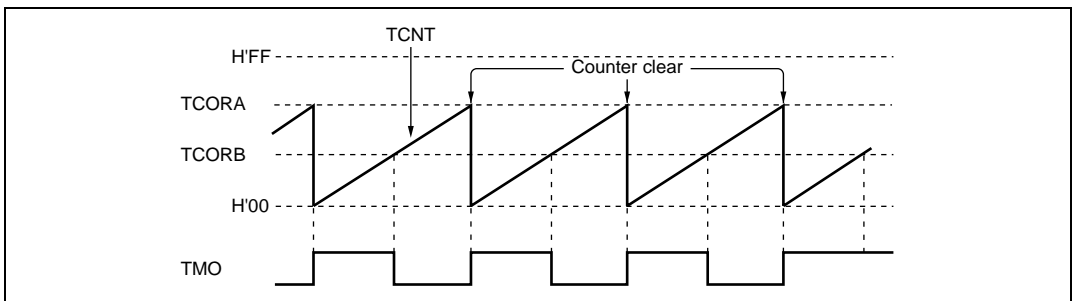 TCNT
H'FF
Counter clear
TCORA
TCORB
H'00
TMO